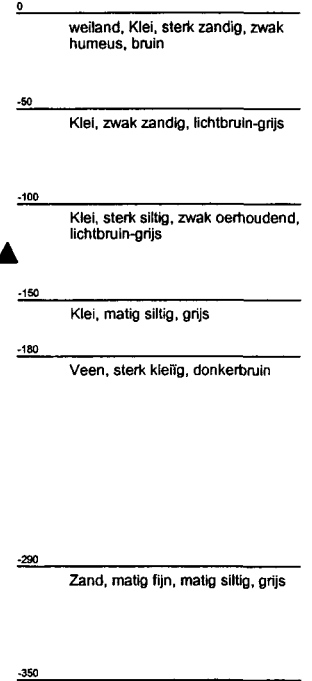 0
weiland, Klei, sterk zandig, zwak
humeus, bruin
-50
Klei, zwak zandig, lichtbruin-grijs
-100
Klei, sterk siltig, zwak oerhoudend,
lichtbruin-grijs
-150
Klei, matig siltig, grijs
-180
Veen, sterk kleiïg, donkerbruin
-290
Zand, matig fijn, matig siltig, grijs
-350